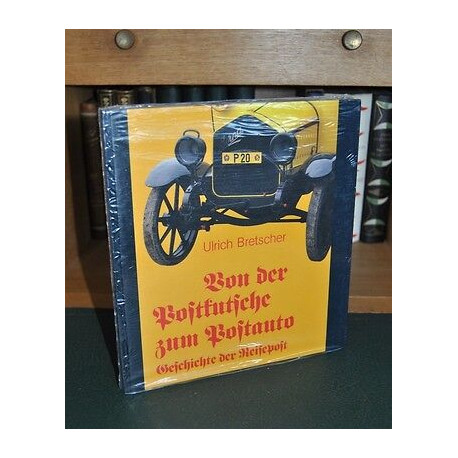 P 20
Ulrich Bretscher
Von der
Postkutsche
zum Postauto
Geschichte der Reisepost